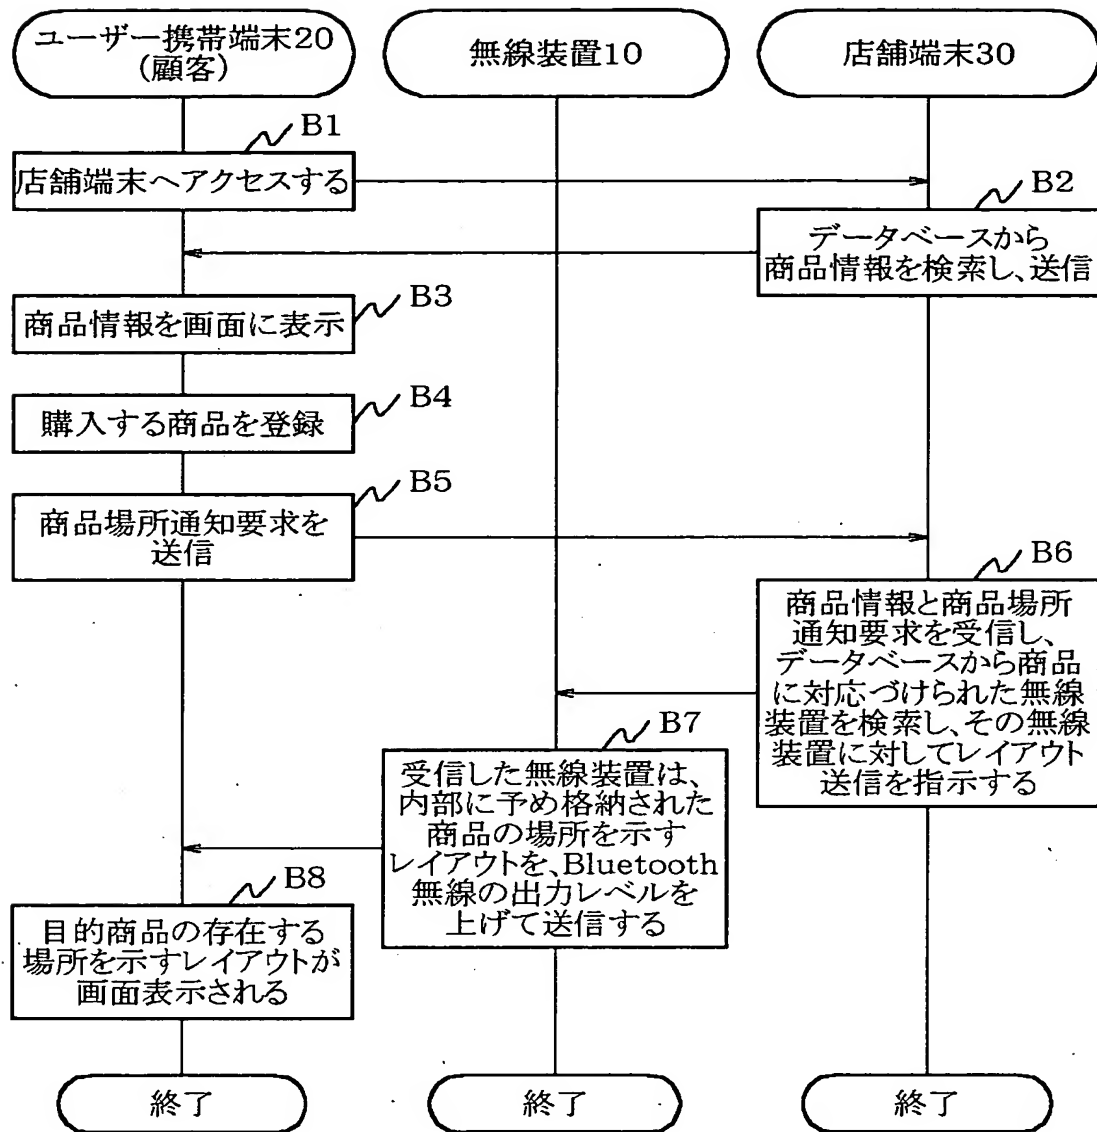 ユーザー携帯端末20
(顧客)
無線装置10
店舗端末30
B1
店舗端末へアクセスする
B2
データベースから
商品情報を検索し、送信
B3
商品情報を画面に表示
B4
購入する商品を登録
B5
商品場所通知要求を
送信
B6
商品情報と商品場所
通知要求を受信し、
データベースから商品
に対応づけられた無線
装置を検索し、その無線
装置に対してレイアウト
送信を指示する
B7
受信した無線装置は、
内部に予め格納された
商品の場所を示す
レイアウトを、Bluetooth
無線の出力レベルを
上げて送信する
B8
目的商品の存在する
場所を示すレイアウトが
画面表示される
終了
終了
終了